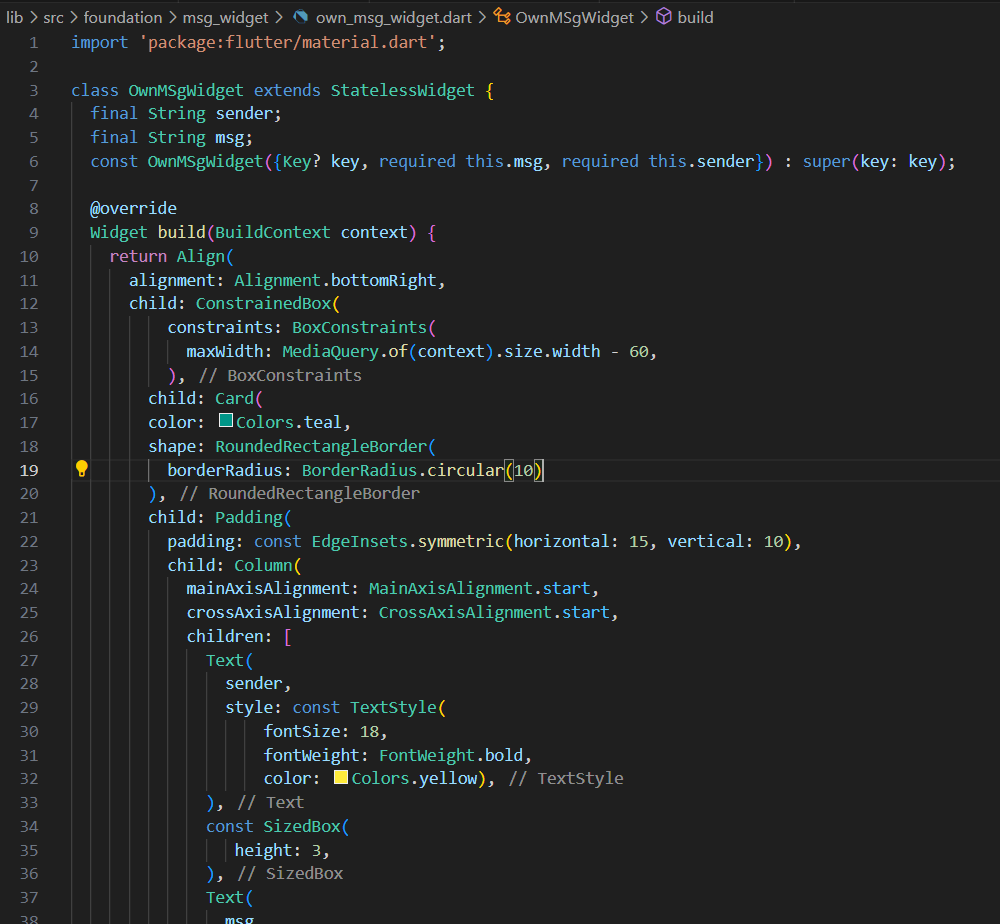 lib > src > foundation > msg_widget > own_msg_widget.dart > OwnMSgWidget > build
1 import 'package:flutter/material.dart';
2
3 class OwnMSgWidget extends StatelessWidget {
4   final String sender;
5   final String msg;
6   const OwnMSgWidget({Key? key, required this.msg, required this.sender}) : super(key: key);
7
8   @override
9   Widget build(BuildContext context) {
10     return Align(
11       alignment: Alignment.bottomRight,
12       child: ConstrainedBox(
13           constraints: BoxConstraints(
14             maxWidth: MediaQuery.of(context).size.width - 60,
15           ), // BoxConstraints
16         child: Card(
17         color: Colors.teal,
18         shape: RoundedRectangleBorder(
19           borderRadius: BorderRadius.circular(10)
20         ), // RoundedRectangleBorder
21         child: Padding(
22           padding: const EdgeInsets.symmetric(horizontal: 15, vertical: 10),
23           child: Column(
24             mainAxisAlignment: MainAxisAlignment.start,
25             crossAxisAlignment: CrossAxisAlignment.start,
26             children: [
27               Text(
28                 sender,
29                 style: const TextStyle(
30                     fontSize: 18,
31                     fontWeight: FontWeight.bold,
32                     color: Colors.yellow), // TextStyle
33               ), // Text
34               const SizedBox(
35                 height: 3,
36               ), // SizedBox
37               Text(
38                 msg